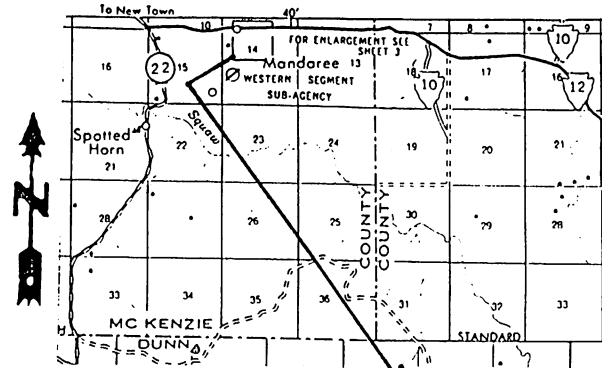 To New Town
40'
10
7
8
9
10
14
FOR ENLARGEMENT SEE
SHEET 3
22
16
15
Mandaree
13
18
17
16
WESTERN SEGMENT
SUB-AGENCY
10
12
Squaw
Spotted
Horn
21
22
23
24
19
20
21
N
28
26
25
30
29
28
COUNTY
COUNTY
33
34
35
36
31
32
33
MC KENZIE
DUNN
STANDARD